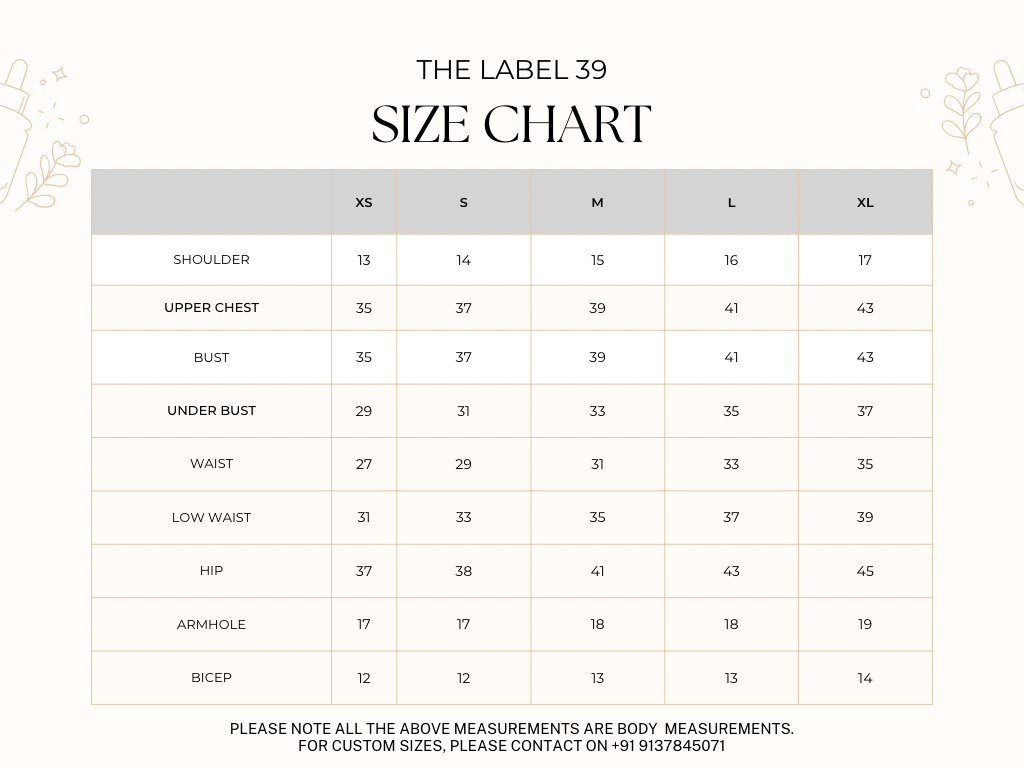 THE LABEL 39
SIZE CHART
XS S M L XL
SHOULDER 13 14 15 16 17
UPPER CHEST 35 37 39 41 43
BUST 35 37 39 41 43
UNDER BUST 29 31 33 35 37
WAIST 27 29 31 33 35
LOW WAIST 31 33 35 37 39
HIP 37 38 41 43 45
ARMHOLE 17 17 18 18 19
BICEP 12 12 13 13 14
PLEASE NOTE ALL THE ABOVE MEASUREMENTS ARE BODY MEASUREMENTS.
FOR CUSTOM SIZES, PLEASE CONTACT ON +91 9137845071